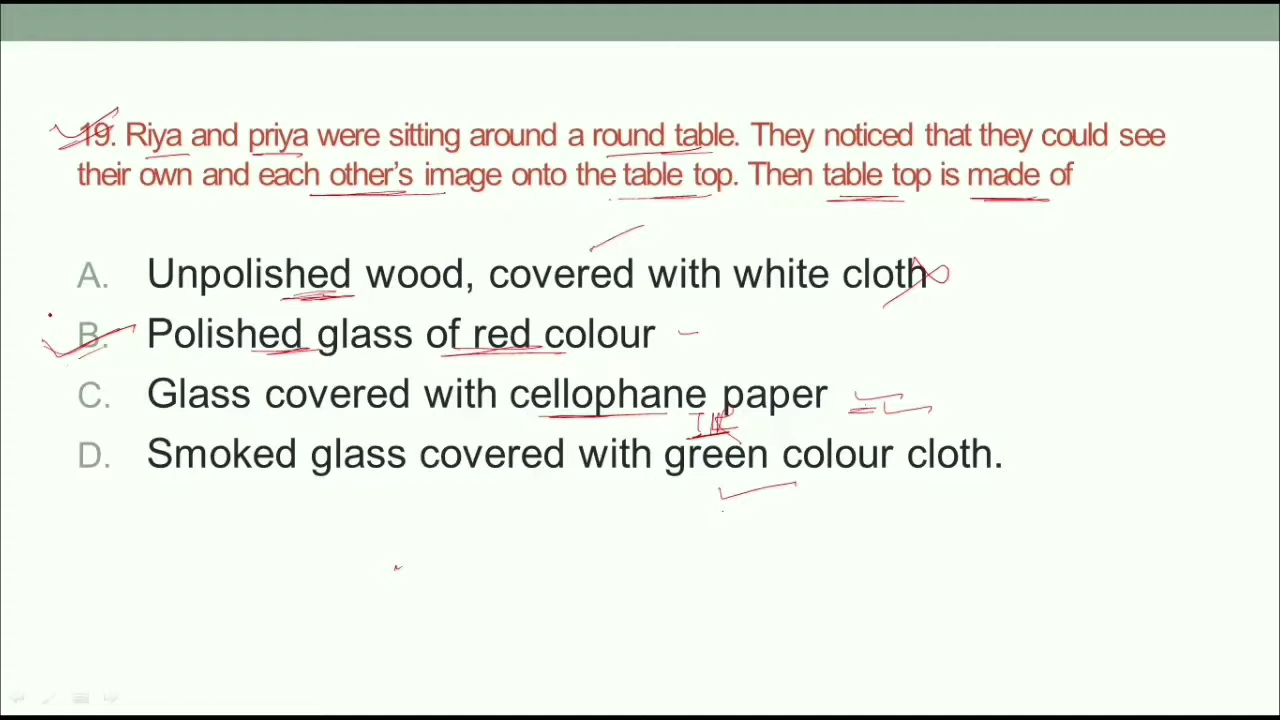 19. Riya and priya were sitting around a round table. They noticed that they could see
their own and each other's image onto the table top. Then table top is made of
A. Unpolished wood, covered with white cloth
B. Polished glass of red colour
C. Glass covered with cellophane paper
D. Smoked glass covered with green colour cloth.